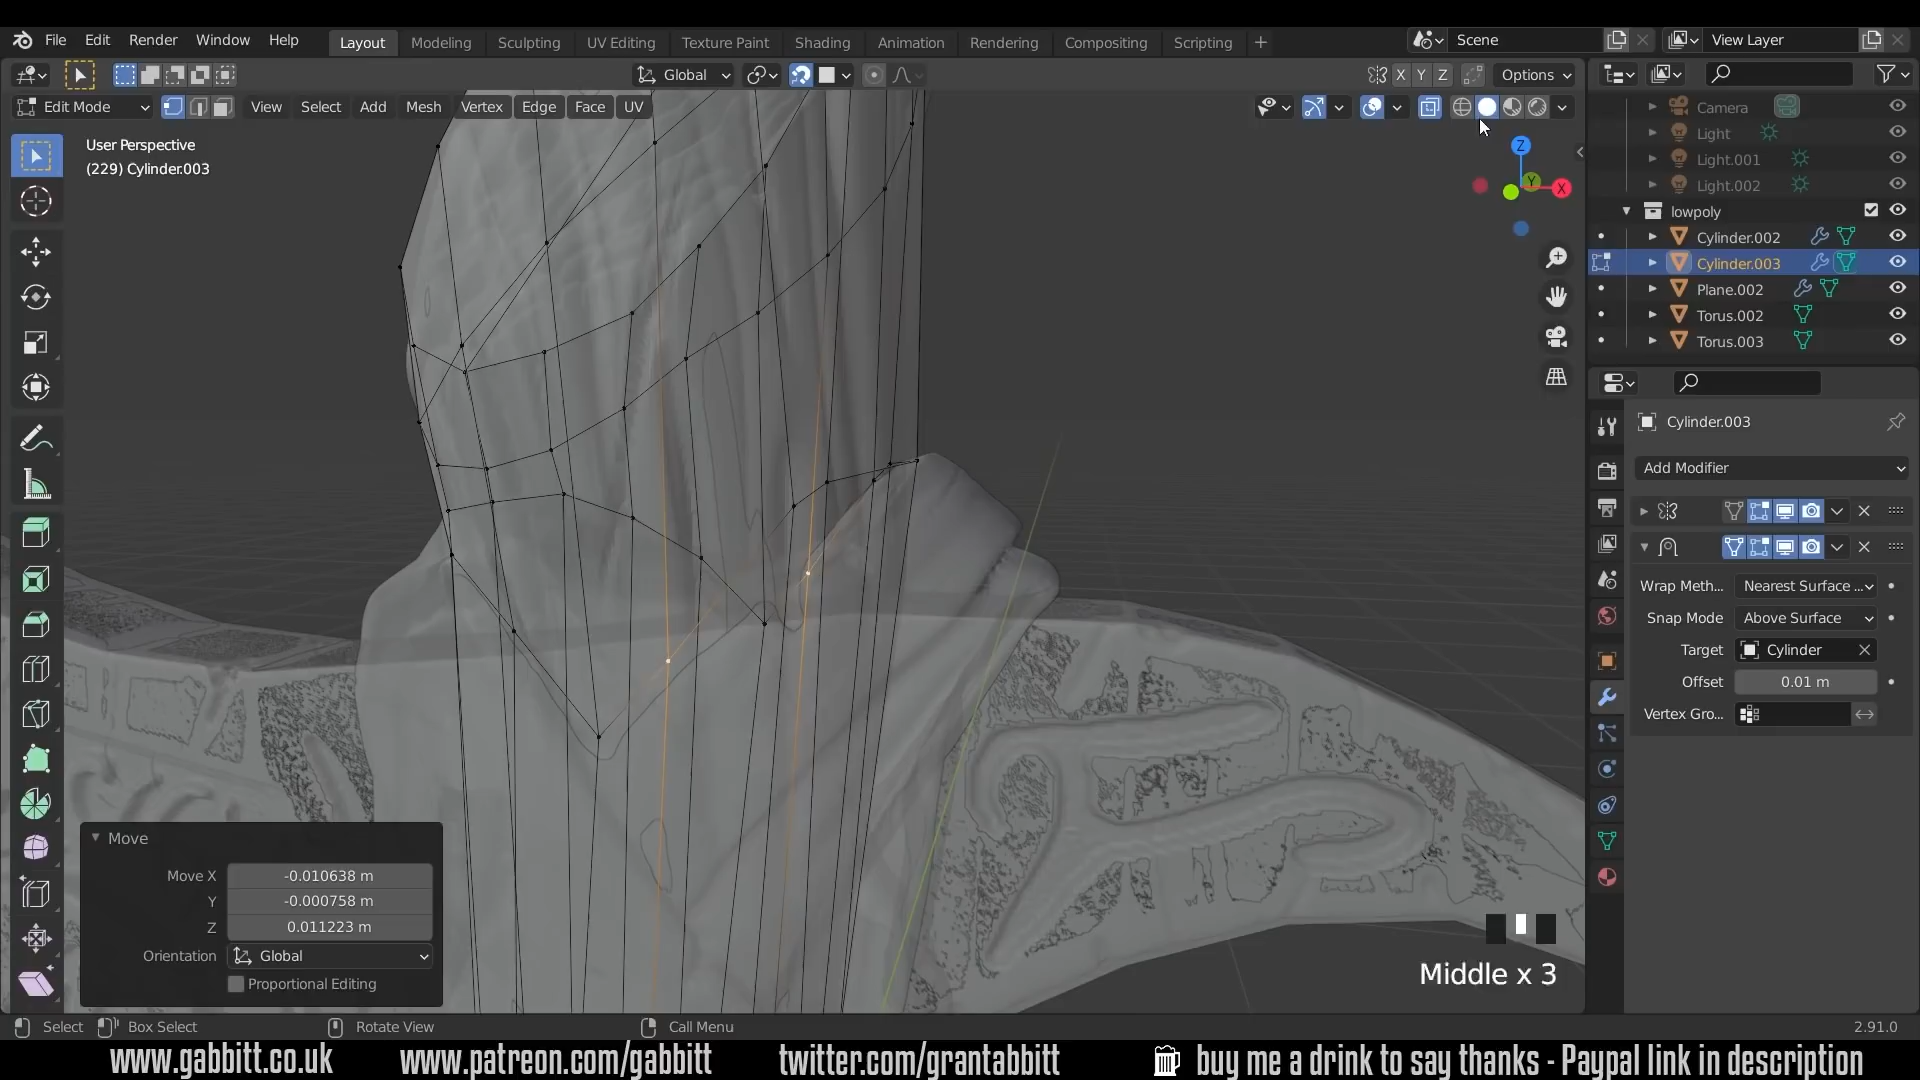 File Edit Render Window Help Layout Modeling Sculpting UV Editing Texture Paint Shading Animation Rendering Compositing Scripting + Scene View Layer
Global X Y Z Options
Edit Mode View Select Add Mesh Vertex Edge Face UV
User Perspective
(229) Cylinder.003
Z
Y
X
Camera
Light
Light.001
Light.002
lowpoly
Cylinder.002
Cylinder.003
Plane.002
Torus.002
Torus.003
Cylinder.003
Add Modifier
Wrap Meth... Nearest Surface ...
Snap Mode Above Surface
Target Cylinder
Offset 0.01 m
Vertex Gro...
Move
Move X -0.010638 m
Y -0.000758 m
Z 0.011223 m
Orientation Global
Proportional Editing
Middle x 3
Select Box Select Rotate View Call Menu 2.91.0
www.gabbitt.co.uk www.patreon.com/gabbitt twitter.com/grantabbitt buy me a drink to say thanks - Paypal link in description